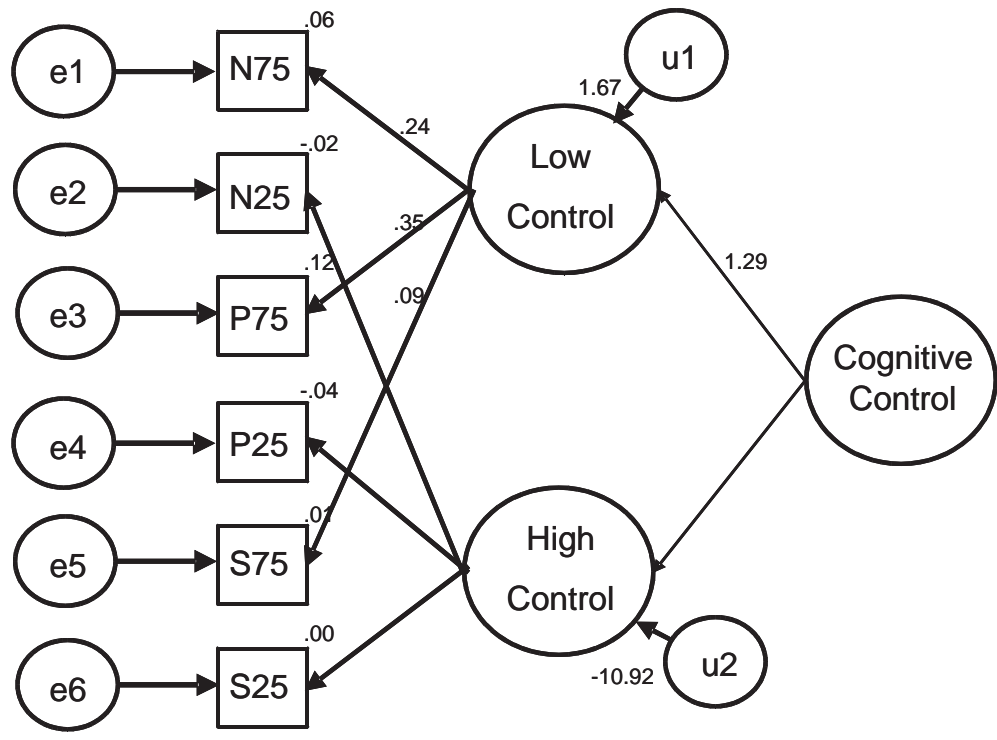 .06
e1
N75
u1
1.67
.24
Low
Control
-.02
e2
N25
.35
.12
1.29
e3
P75
.09
Cognitive
Control
-.04
e4
P25
.01
e5
S75
High
Control
.00
e6
S25
u2
-10.92